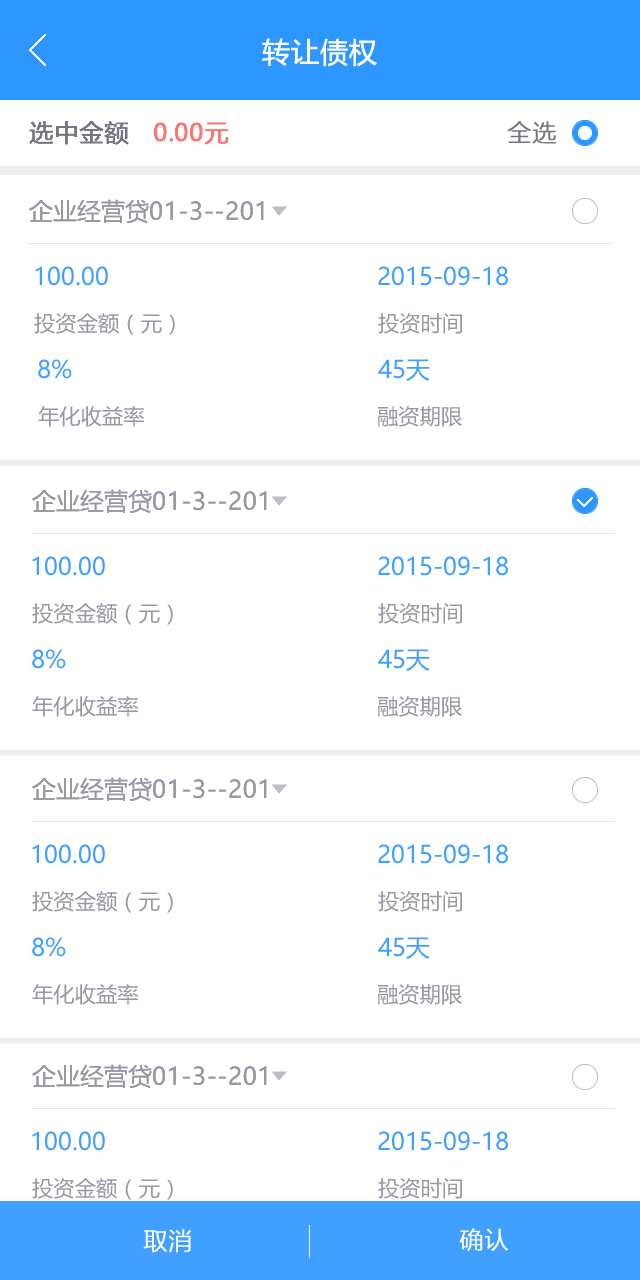 转让债权
选中金额 0.00元 全选
企业经营贷01-3--201
100.00 2015-09-18
投资金额（元） 投资时间
8% 45天
年化收益率 融资期限
企业经营贷01-3--201
100.00 2015-09-18
投资金额（元） 投资时间
8% 45天
年化收益率 融资期限
企业经营贷01-3--201
100.00 2015-09-18
投资金额（元） 投资时间
8% 45天
年化收益率 融资期限
企业经营贷01-3--201
100.00 2015-09-18
投资金额（元） 投资时间
取消 确认